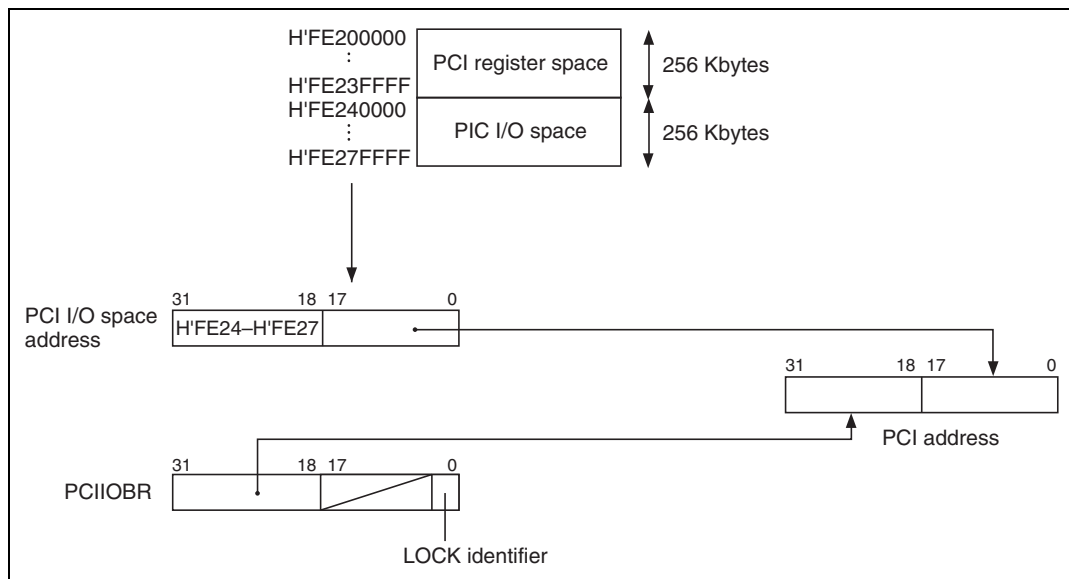 H'FE200000
⋮
H'FE23FFFF
PCI register space
256 Kbytes
H'FE240000
⋮
H'FE27FFFF
PIC I/O space
256 Kbytes
31 18 17 0
PCI I/O space
address
H'FE24–H'FE27
31 18 17 0
PCI address
31 18 17 0
PCIIOBR
LOCK identifier